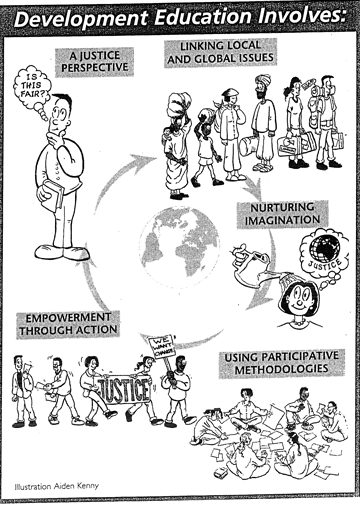 Development Education Involves:
A JUSTICE
PERSPECTIVE
IS
THIS
FAIR?
LINKING LOCAL
AND GLOBAL ISSUES
NURTURING
IMAGINATION
JUSTICE
EMPOWERMENT
THROUGH ACTION
WE
WANT
CHANGE
JUSTICE
USING PARTICIPATIVE
METHODOLOGIES
Illustration Aiden Kenny